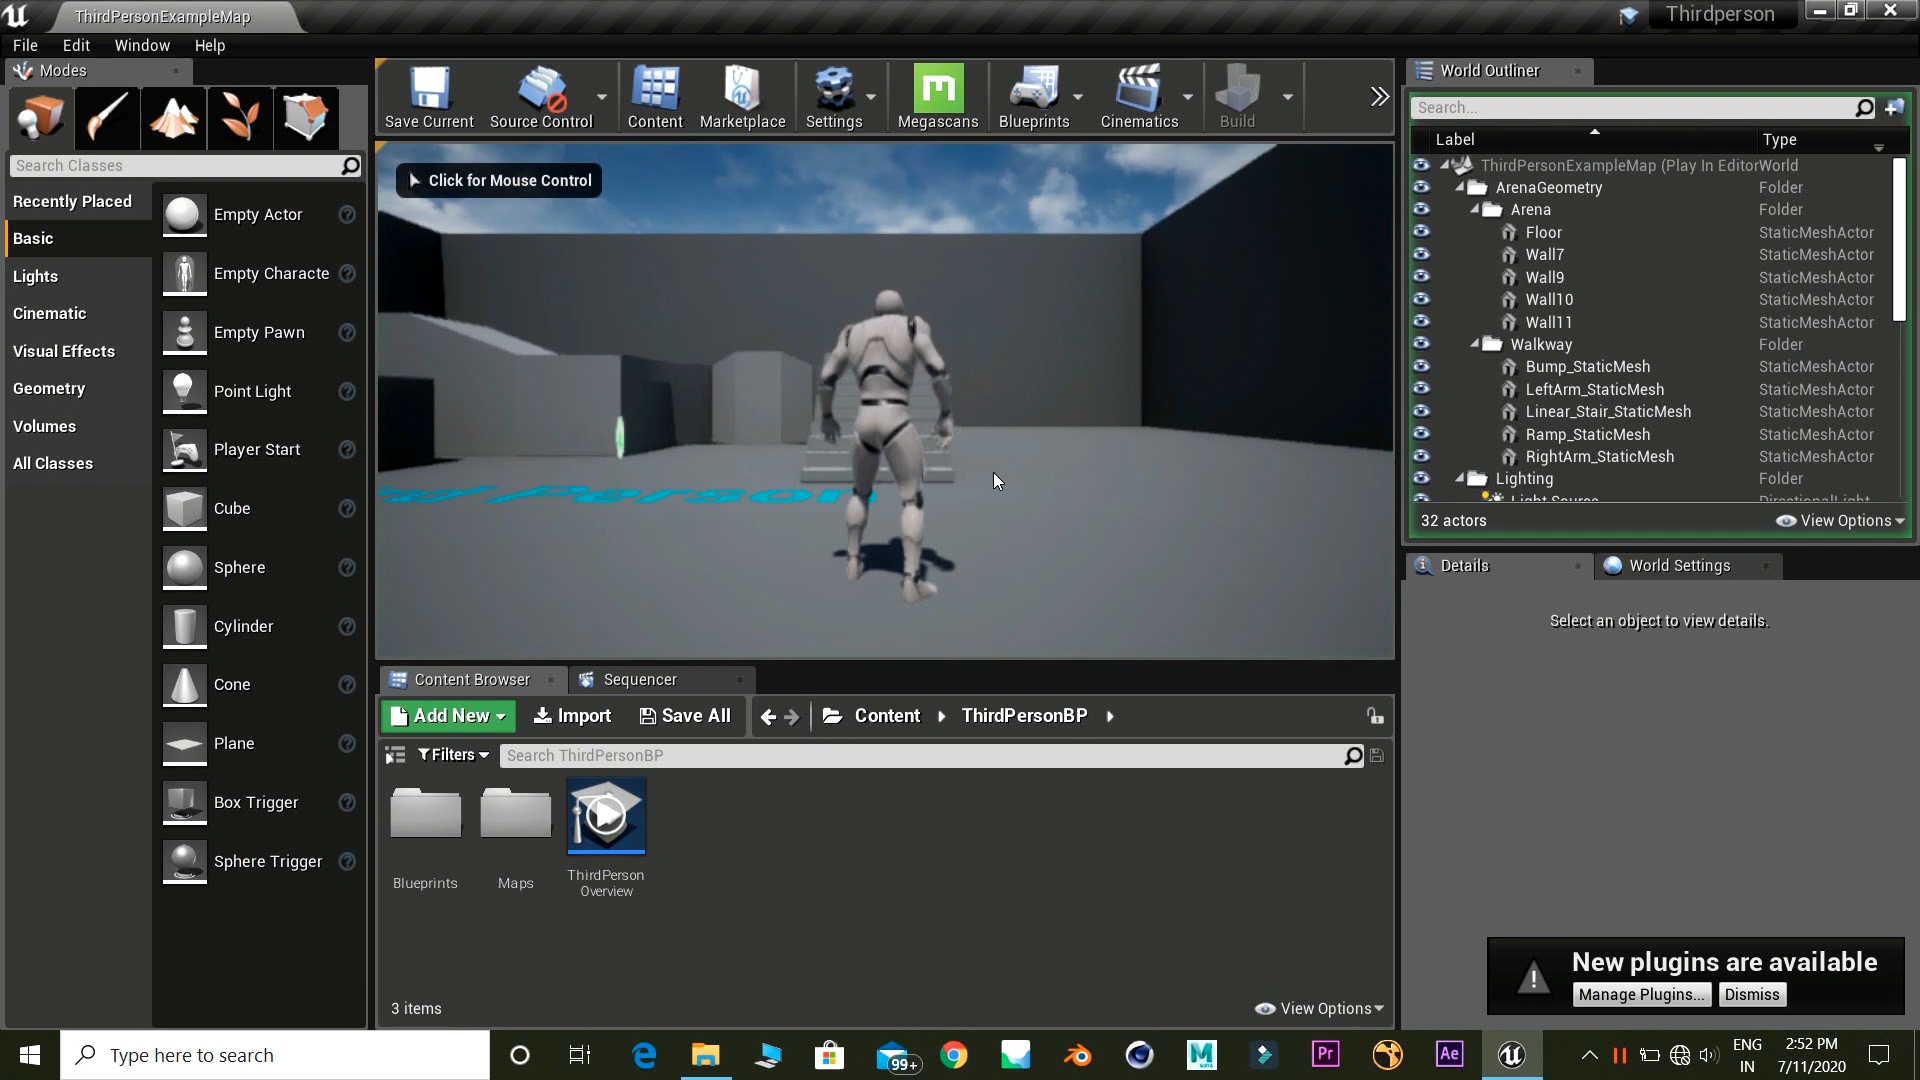 ThirdPersonExampleMap
Thirdperson
File Edit Window Help
Modes
Search Classes
Recently Placed
Basic
Lights
Cinematic
Visual Effects
Geometry
Volumes
All Classes
Empty Actor
Empty Characte
Empty Pawn
Point Light
Player Start
Cube
Sphere
Cylinder
Cone
Plane
Box Trigger
Sphere Trigger
Save Current Source Control Content Marketplace Settings Megascans Blueprints Cinematics Build
Click for Mouse Control
Person
Content Browser Sequencer
Add New Import Save All Content ThirdPersonBP
Filters Search ThirdPersonBP
Blueprints Maps ThirdPerson
Overview
3 items View Options
World Outliner
Search...
Label Type
ThirdPersonExampleMap (Play In Editor World
ArenaGeometry Folder
Arena Folder
Floor StaticMeshActor
Wall7 StaticMeshActor
Wall9 StaticMeshActor
Wall10 StaticMeshActor
Wall11 StaticMeshActor
Walkway Folder
Bump_StaticMesh StaticMeshActor
LeftArm_StaticMesh StaticMeshActor
Linear_Stair_StaticMesh StaticMeshActor
Ramp_StaticMesh StaticMeshActor
RightArm_StaticMesh StaticMeshActor
Lighting Folder
Light Source DirectionalLight
32 actors View Options
Details World Settings
Select an object to view details.
New plugins are available
Manage Plugins... Dismiss
Type here to search
99+
Pr
Ae
ENG
IN
2:52 PM
7/11/2020